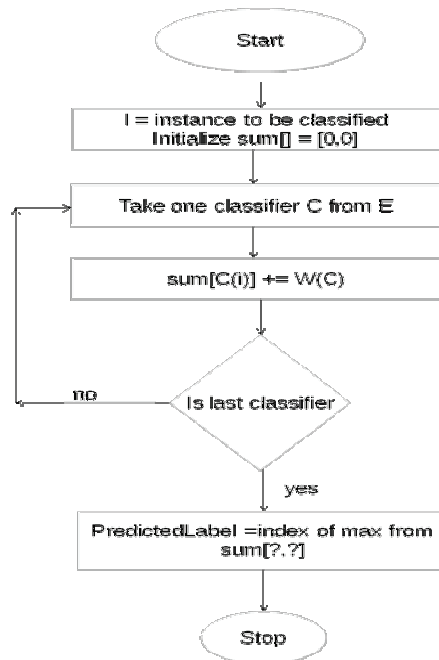 Start
I = instance to be classified
Initialize sum[] = [0,0]
Take one classifier C from E
sum[C(i)] += W(C)
Is last classifier
no
yes
PredictedLabel =index of max from
sum[?,?]
Stop